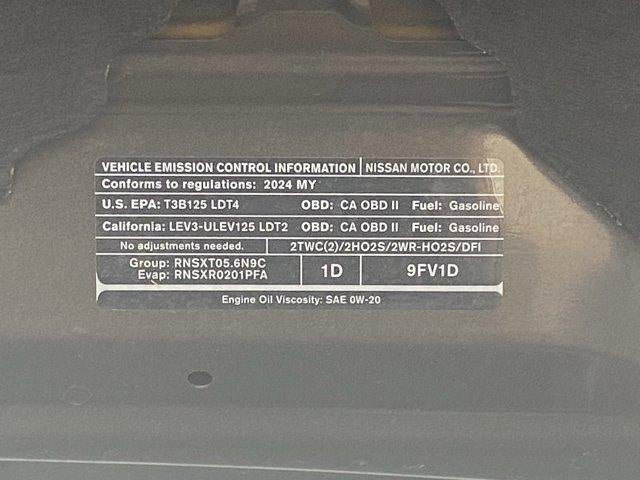 VEHICLE EMISSION CONTROL INFORMATION NISSAN MOTOR CO., LTD.
Conforms to regulations: 2024 MY
U.S. EPA: T3B125 LDT4 OBD: CA OBD II Fuel: Gasoline
California: LEV3-ULEV125 LDT2 OBD: CA OBD II Fuel: Gasoline
No adjustments needed. 2TWC(2)/2HO2S/2WR-HO2S/DFI
Group: RNSXT05.6N9C 1D 9FV1D
Evap: RNSXR0201PFA
Engine Oil Viscosity: SAE 0W-20